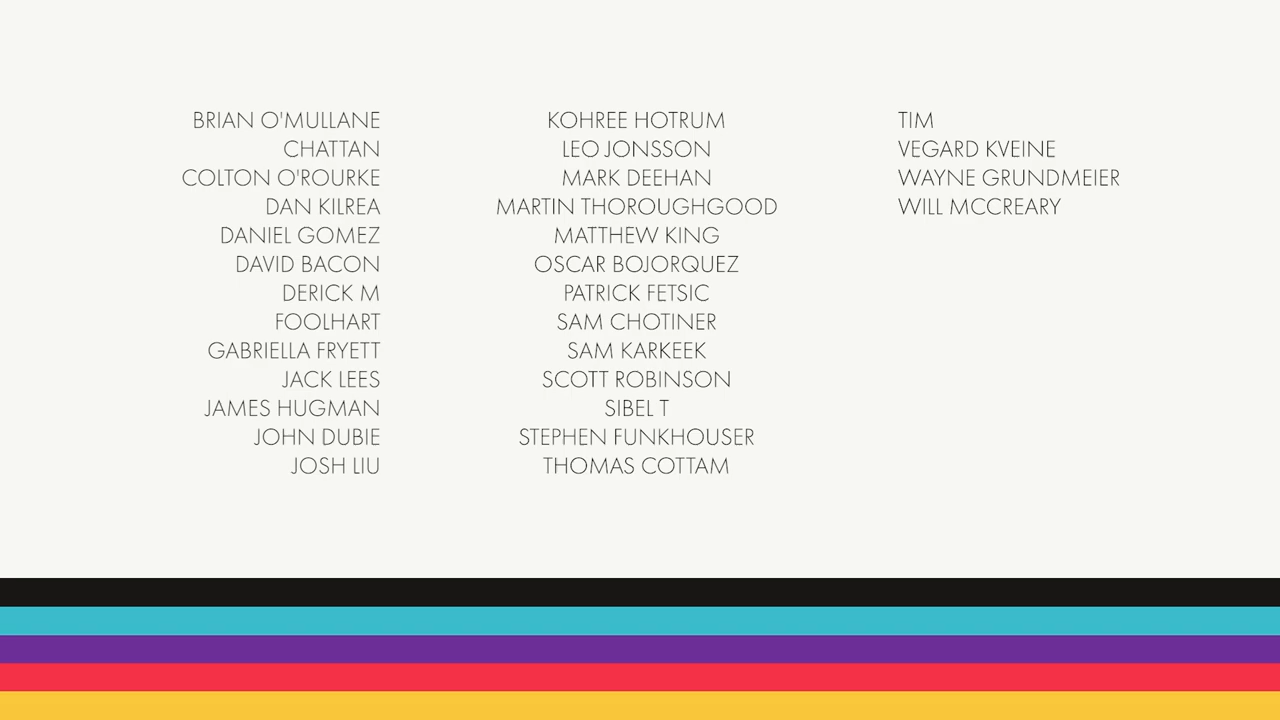 BRIAN O'MULLANE
CHATTAN
COLTON O'ROURKE
DAN KILREA
DANIEL GOMEZ
DAVID BACON
DERICK M
FOOLHART
GABRIELLA FRYETT
JACK LEES
JAMES HUGMAN
JOHN DUBIE
JOSH LIU
KOHREE HOTRUM
LEO JONSSON
MARK DEEHAN
MARTIN THOROUGHGOOD
MATTHEW KING
OSCAR BOJORQUEZ
PATRICK FETSIC
SAM CHOTINER
SAM KARKEEK
SCOTT ROBINSON
SIBEL T
STEPHEN FUNKHOUSER
THOMAS COTTAM
TIM
VEGARD KVEINE
WAYNE GRUNDMEIER
WILL MCCREARY